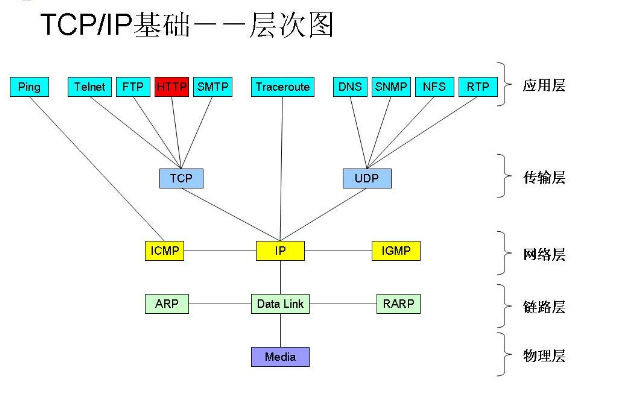 TCP/IP基础－－层次图
Ping Telnet FTP HTTP SMTP Traceroute DNS SNMP NFS RTP 应用层
TCP UDP 传输层
ICMP IP IGMP 网络层
ARP Data Link RARP 链路层
Media 物理层